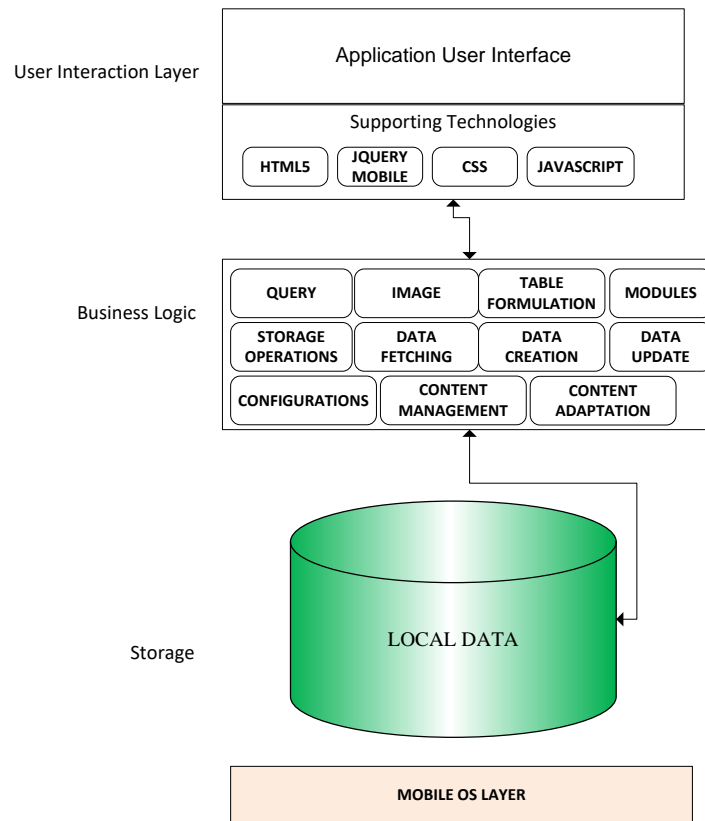 Application User Interface
User Interaction Layer
Supporting Technologies
HTML5
JQUERY
MOBILE
CSS
JAVASCRIPT
Business Logic
QUERY
IMAGE
TABLE
FORMULATION
MODULES
STORAGE
OPERATIONS
DATA
FETCHING
DATA
CREATION
DATA
UPDATE
CONFIGURATIONS
CONTENT
MANAGEMENT
CONTENT
ADAPTATION
LOCAL DATA
Storage
MOBILE OS LAYER